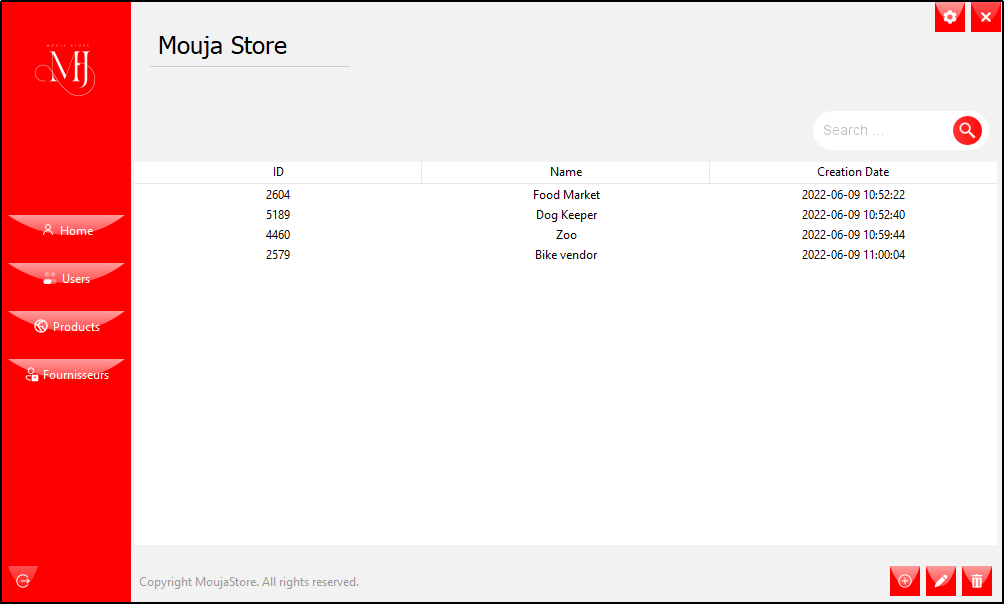 MOUJA STORE
MJ
Mouja Store
Search ...
ID Name Creation Date
2604 Food Market 2022-06-09 10:52:22
5189 Dog Keeper 2022-06-09 10:52:40
4460 Zoo 2022-06-09 10:59:44
2579 Bike vendor 2022-06-09 11:00:04
Home
Users
Products
Fournisseurs
Copyright MoujaStore. All rights reserved.